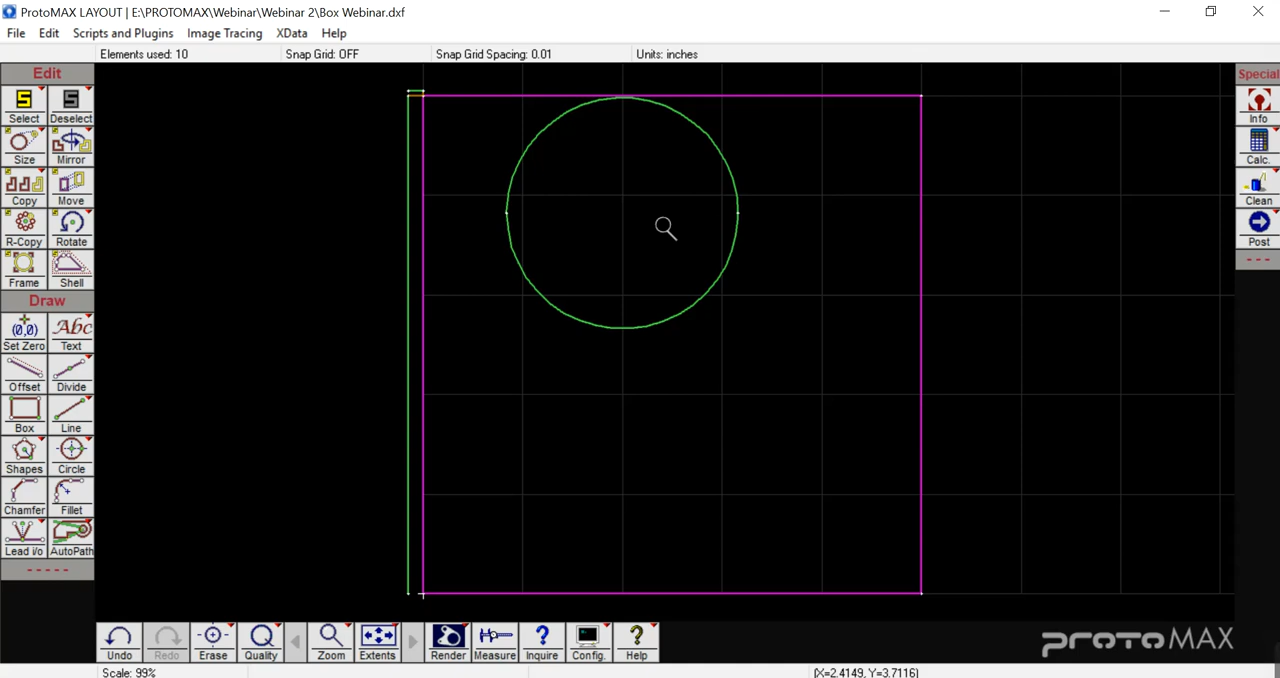 ProtoMAX LAYOUT | E:\PROTOMAX\Webinar\Webinar 2\Box Webinar.dxf
File Edit Scripts and Plugins Image Tracing XData Help
Elements used: 10 Snap Grid: OFF Snap Grid Spacing: 0.01 Units: inches
Edit
Special
Select Deselect
Info
Size Mirror
Calc.
Copy Move
Clean
R-Copy Rotate
Post
Frame Shell
Draw
(0,0) Abc
Set Zero Text
Offset Divide
Box Line
Shapes Circle
Chamfer Fillet
Lead i/o AutoPath
Undo Redo Erase Quality Zoom Extents Render Measure Inquire Config. Help
PROTOMAX
Scale: 99% [X=2.4149, Y=3.7116]